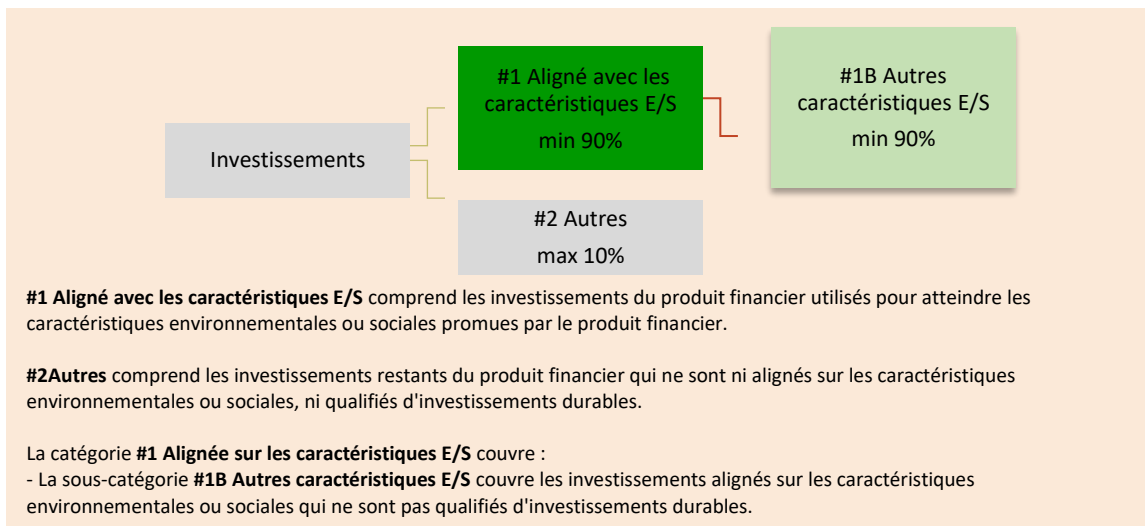 #1 Aligné avec les
caractéristiques E/S
min 90%
#1B Autres
caractéristiques E/S
min 90%
Investissements
#2 Autres
max 10%
#1 Aligné avec les caractéristiques E/S comprend les investissements du produit financier utilisés pour atteindre les
caractéristiques environnementales ou sociales promues par le produit financier.
#2Autres comprend les investissements restants du produit financier qui ne sont ni alignés sur les caractéristiques
environnementales ou sociales, ni qualifiés d'investissements durables.
La catégorie #1 Alignée sur les caractéristiques E/S couvre :
- La sous-catégorie #1B Autres caractéristiques E/S couvre les investissements alignés sur les caractéristiques
environnementales ou sociales qui ne sont pas qualifiés d'investissements durables.